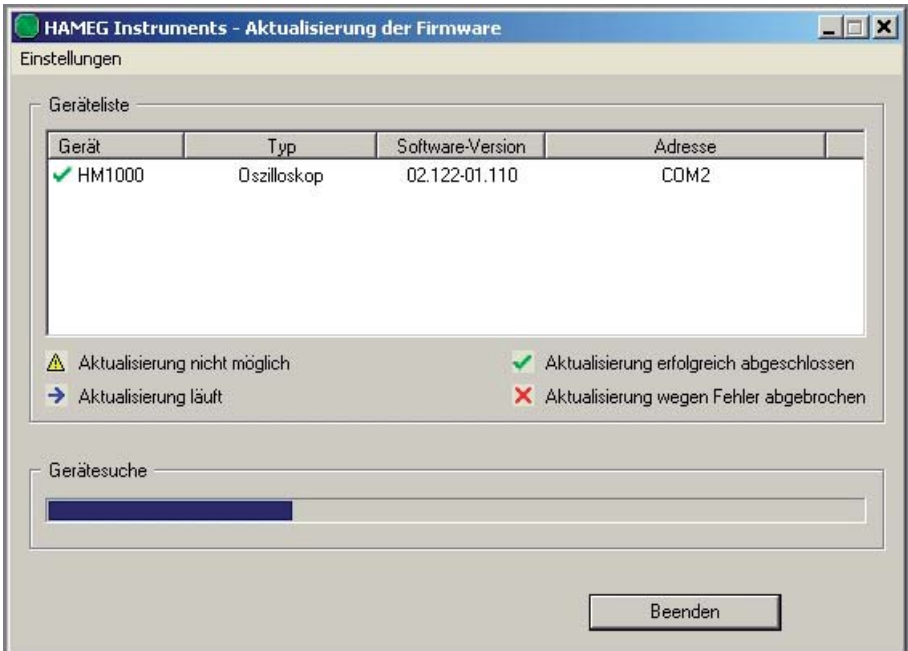 HAMEG Instruments - Aktualisierung der Firmware
Einstellungen
Geräteliste
Gerät Typ Software-Version Adresse
HM1000 Oszilloskop 02.122-01.110 COM2
Aktualisierung nicht möglich Aktualisierung erfolgreich abgeschlossen
Aktualisierung läuft Aktualisierung wegen Fehler abgebrochen
Gerätesuche
Beenden